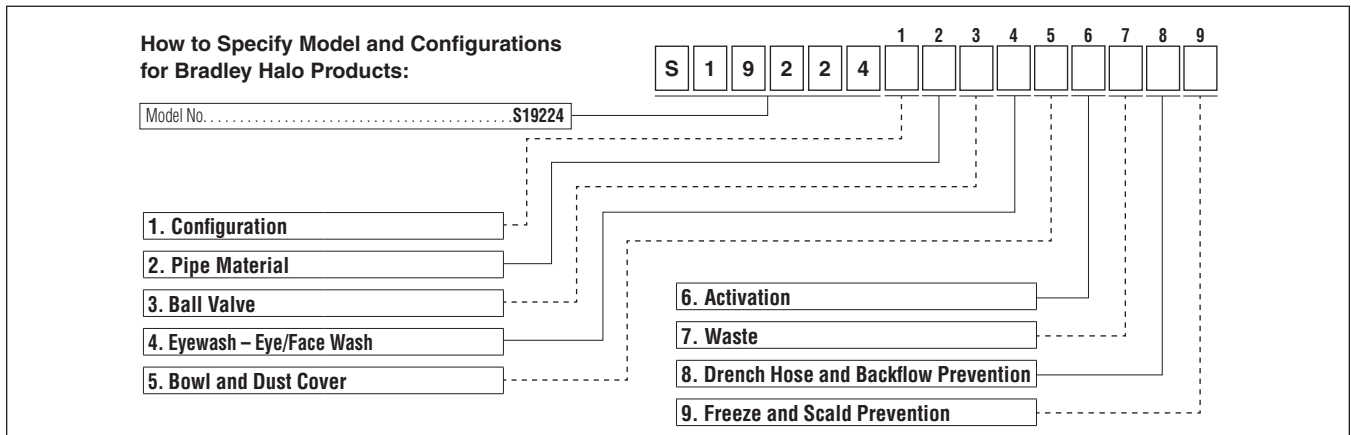 How to Specify Model and Configurations
for Bradley Halo Products:
1 2 3 4 5 6 7 8 9
S 1 9 2 2 4
Model No. . . . . . . . . . . . . . . . . . . . . . . . . . . . . . . . . . . . . . . . . .S19224
1. Configuration
2. Pipe Material
3. Ball Valve
4. Eyewash – Eye/Face Wash
5. Bowl and Dust Cover
6. Activation
7. Waste
8. Drench Hose and Backflow Prevention
9. Freeze and Scald Prevention